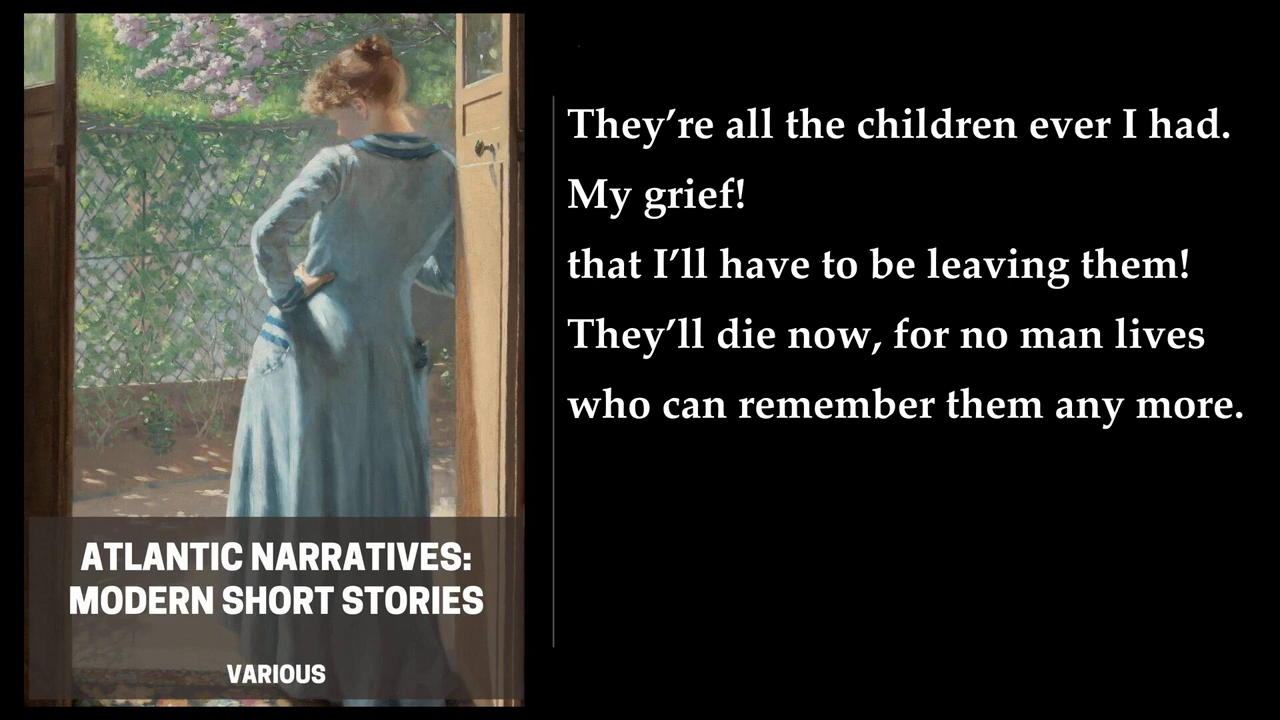 They’re all the children ever I had.
My grief!
that I’ll have to be leaving them!
They’ll die now, for no man lives
who can remember them any more.
ATLANTIC NARRATIVES:
MODERN SHORT STORIES
VARIOUS